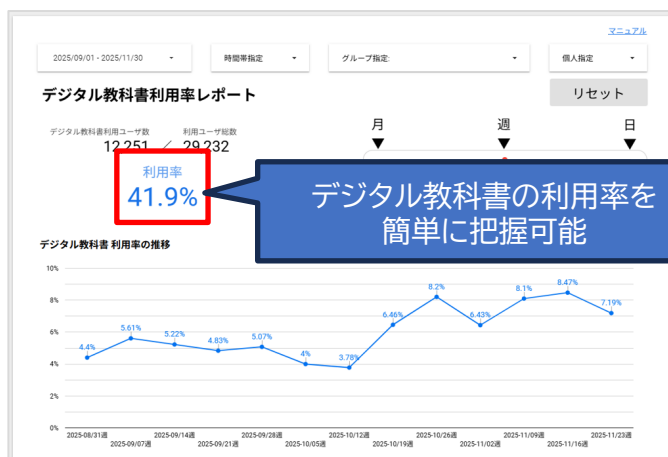 マニュアル
2025/09/01 - 2025/11/30
時間帯指定
グループ指定:
個人指定
デジタル教科書利用率レポート
リセット
デジタル教科書利用ユーザ数
利用ユーザ総数
12,251 / 29,232
月
週
日
利用率
41.9%
デジタル教科書の利用率を
簡単に把握可能
デジタル教科書 利用率の推移
10%
8%
6%
4%
2%
0%
4.4%
5.61%
5.22%
4.83%
5.07%
4%
3.78%
6.46%
8.2%
6.43%
8.1%
8.47%
7.19%
2025-08/31週
2025-09/07週
2025-09/14週
2025-09/21週
2025-09/28週
2025-10/05週
2025-10/12週
2025-10/19週
2025-10/26週
2025-11/02週
2025-11/09週
2025-11/16週
2025-11/23週